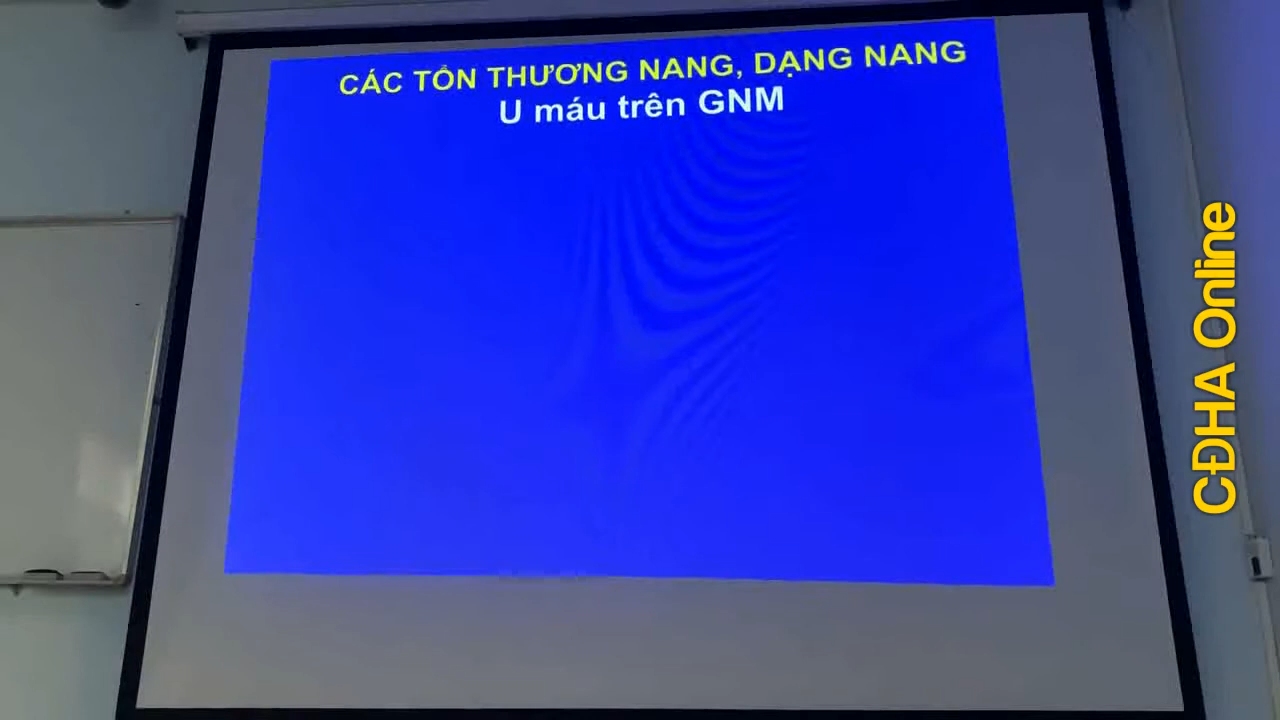 CÁC TỔN THƯƠNG NANG, DẠNG NANG
U máu trên GNM
CĐHA Online